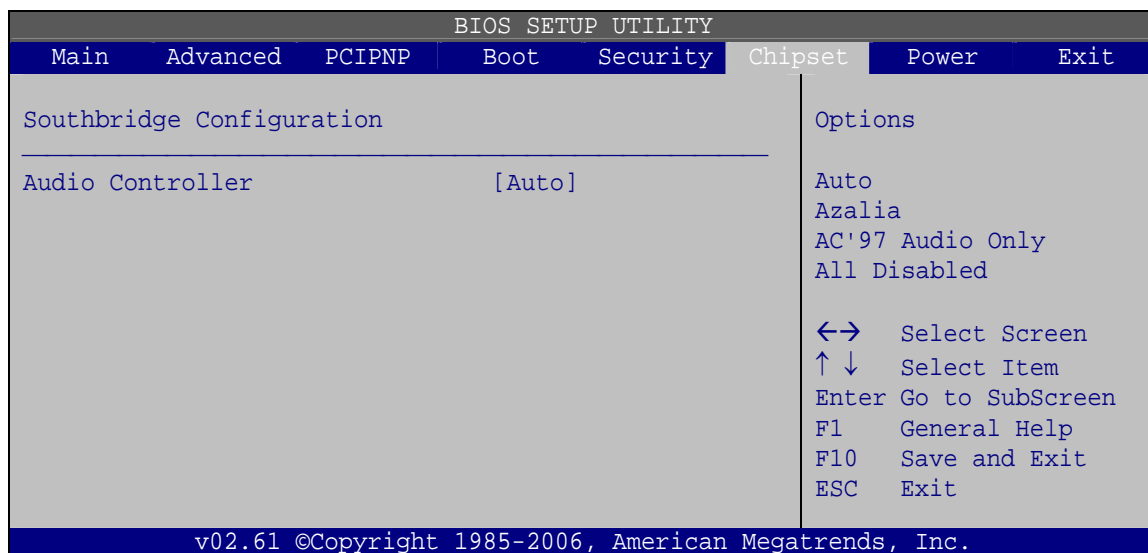 BIOS SETUP UTILITY
Main Advanced PCIPNP Boot Security Chipset Power Exit
Southbridge Configuration
Audio Controller [Auto]
Options
Auto
Azalia
AC'97 Audio Only
All Disabled
←→ Select Screen
↑ ↓ Select Item
Enter Go to SubScreen
F1 General Help
F10 Save and Exit
ESC Exit
v02.61 ©Copyright 1985-2006, American Megatrends, Inc.